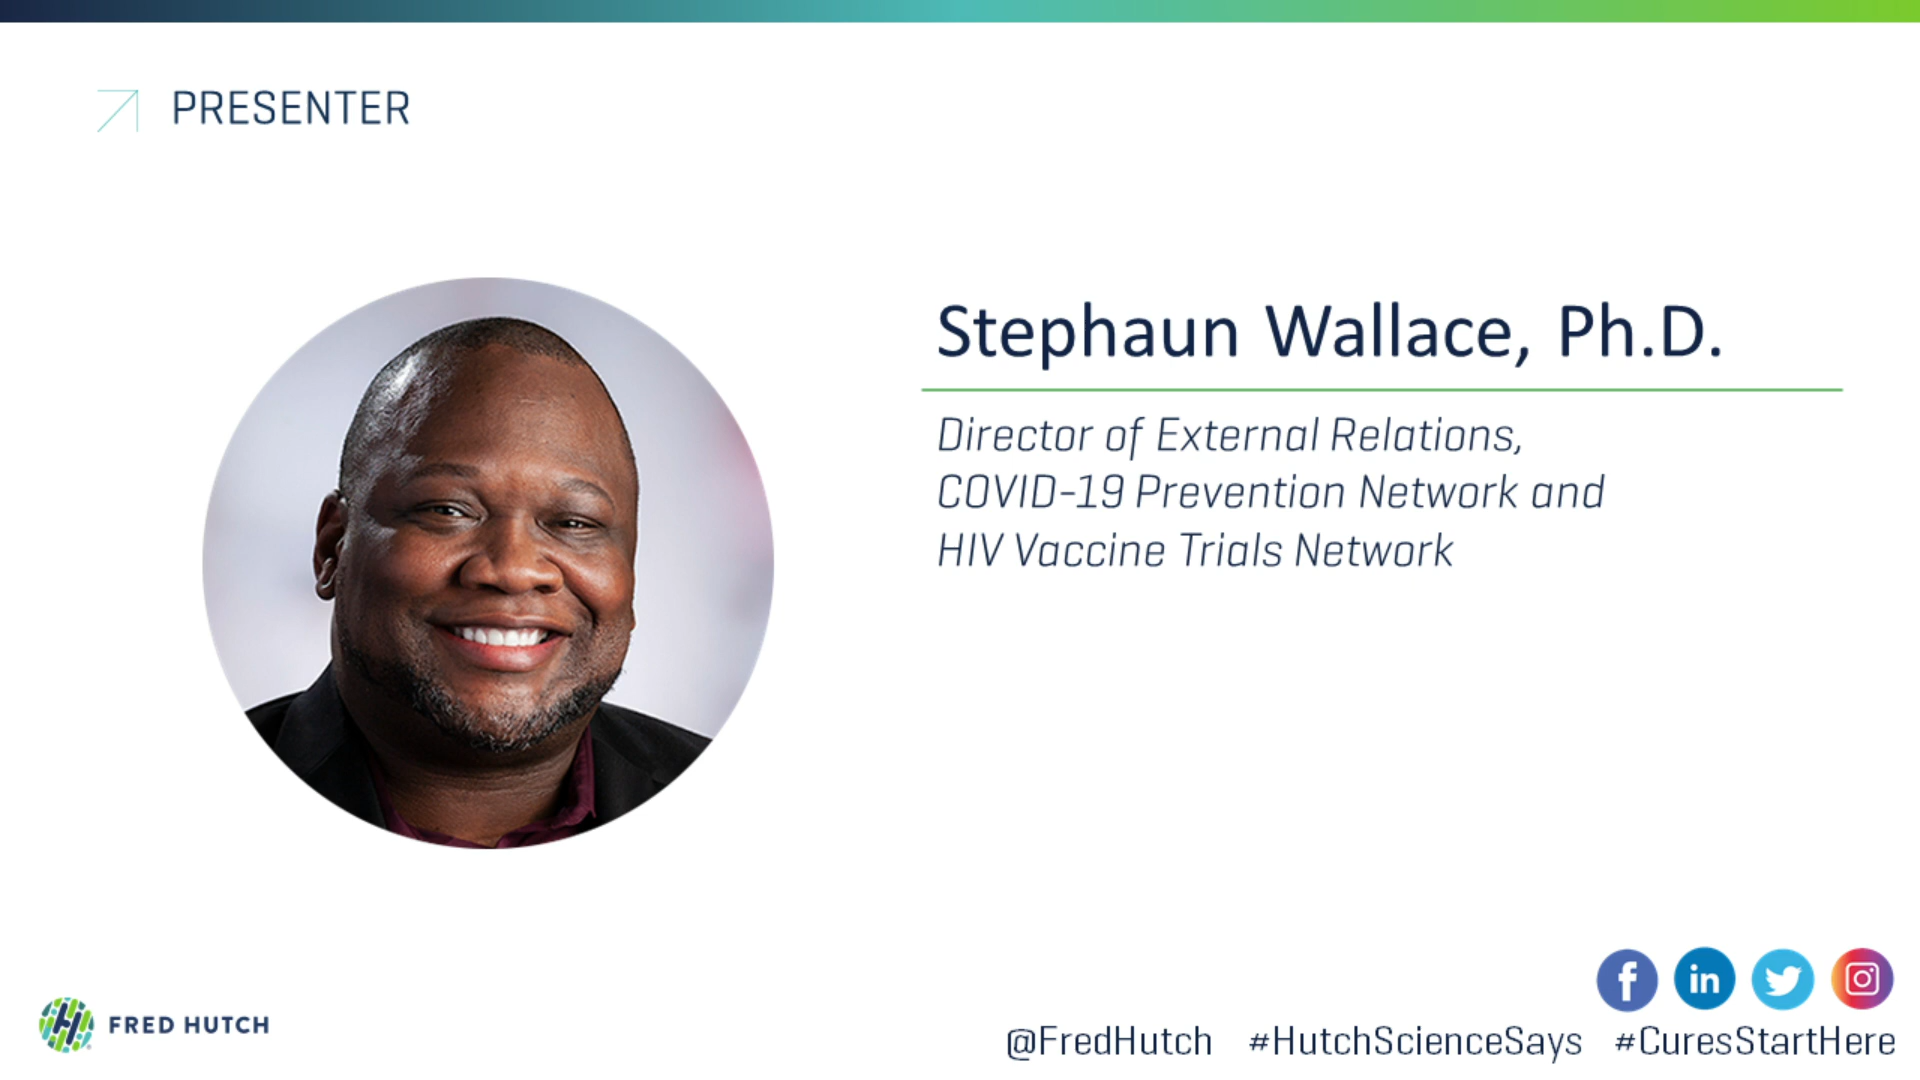 PRESENTER
Stephaun Wallace, Ph.D.
Director of External Relations,
COVID-19 Prevention Network and
HIV Vaccine Trials Network
FRED HUTCH
@FredHutch #HutchScienceSays #CuresStartHere